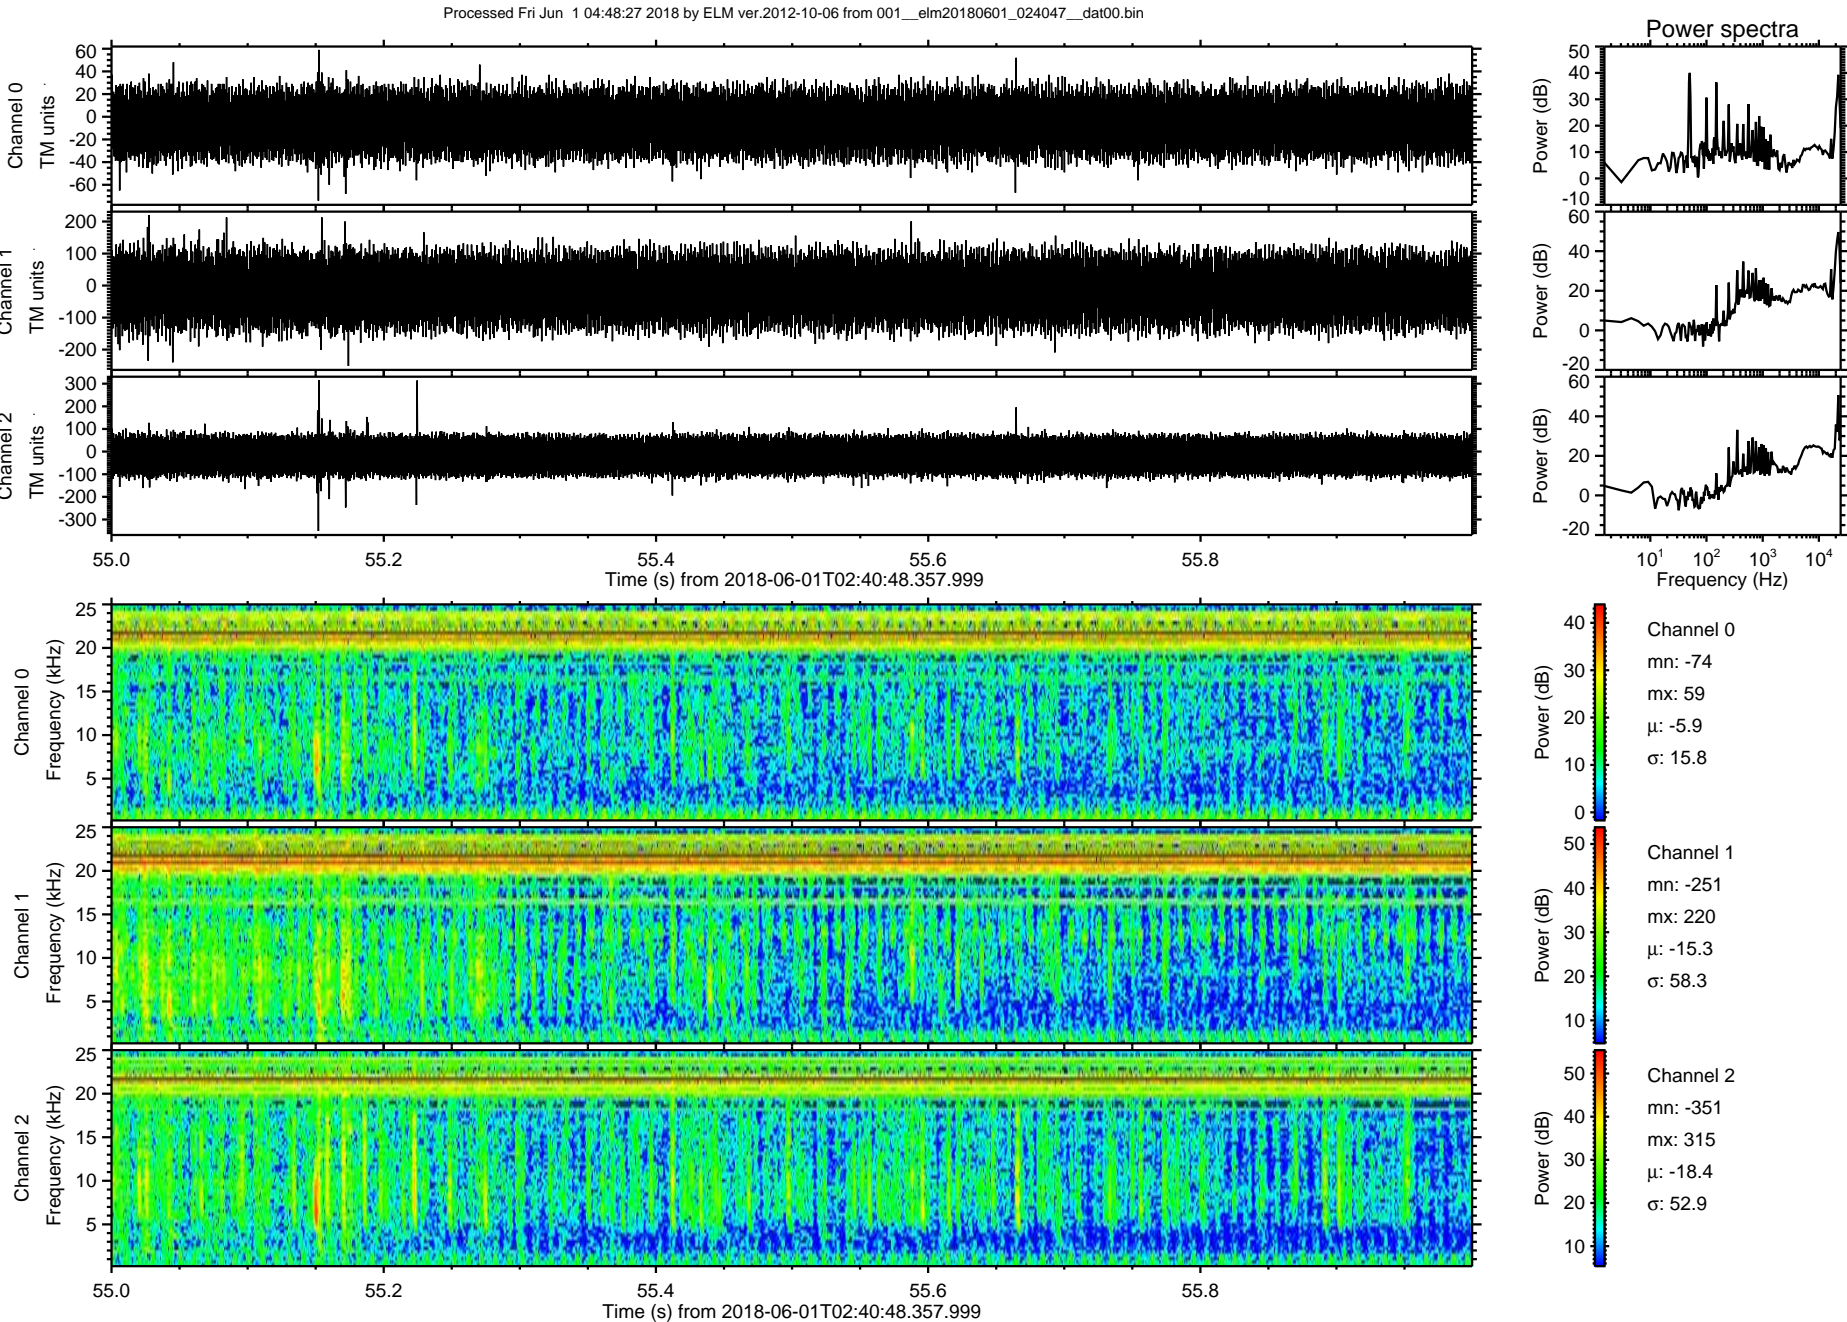 Processed Fri Jun  1 04:48:27 2018 by ELM ver.2012-10-06 from 001__elm20180601_024047__dat00.bin
Power spectra
Channel 0
TM units
60
40
20
0
-20
-40
-60
Power (dB)
50
40
30
20
10
0
-10
Channel 1
TM units
200
100
0
-100
-200
Power (dB)
60
40
20
0
-20
Channel 2
TM units
300
200
100
0
-100
-200
-300
Power (dB)
60
40
20
0
-20
55.0 55.2 55.4 55.6 55.8
Time (s) from 2018-06-01T02:40:48.357.999
10^1 10^2 10^3 10^4
Frequency (Hz)
Channel 0
Frequency (kHz)
25
20
15
10
5
Power (dB)
40
30
20
10
0
Channel 0
mn: -74
mx: 59
μ: -5.9
σ: 15.8
Channel 1
Frequency (kHz)
25
20
15
10
5
Power (dB)
50
40
30
20
10
Channel 1
mn: -251
mx: 220
μ: -15.3
σ: 58.3
Channel 2
Frequency (kHz)
25
20
15
10
5
Power (dB)
50
40
30
20
10
Channel 2
mn: -351
mx: 315
μ: -18.4
σ: 52.9
55.0 55.2 55.4 55.6 55.8
Time (s) from 2018-06-01T02:40:48.357.999